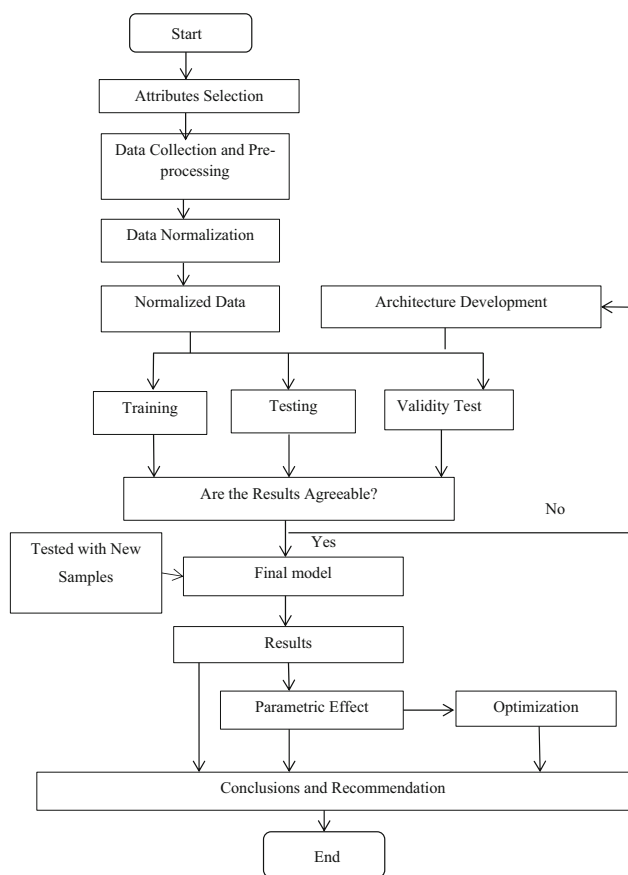 Start
Attributes Selection
Data Collection and Pre-
processing
Data Normalization
Normalized Data
Architecture Development
Training
Testing
Validity Test
Are the Results Agreeable?
No
Yes
Tested with New
Samples
Final model
Results
Parametric Effect
Optimization
Conclusions and Recommendation
End